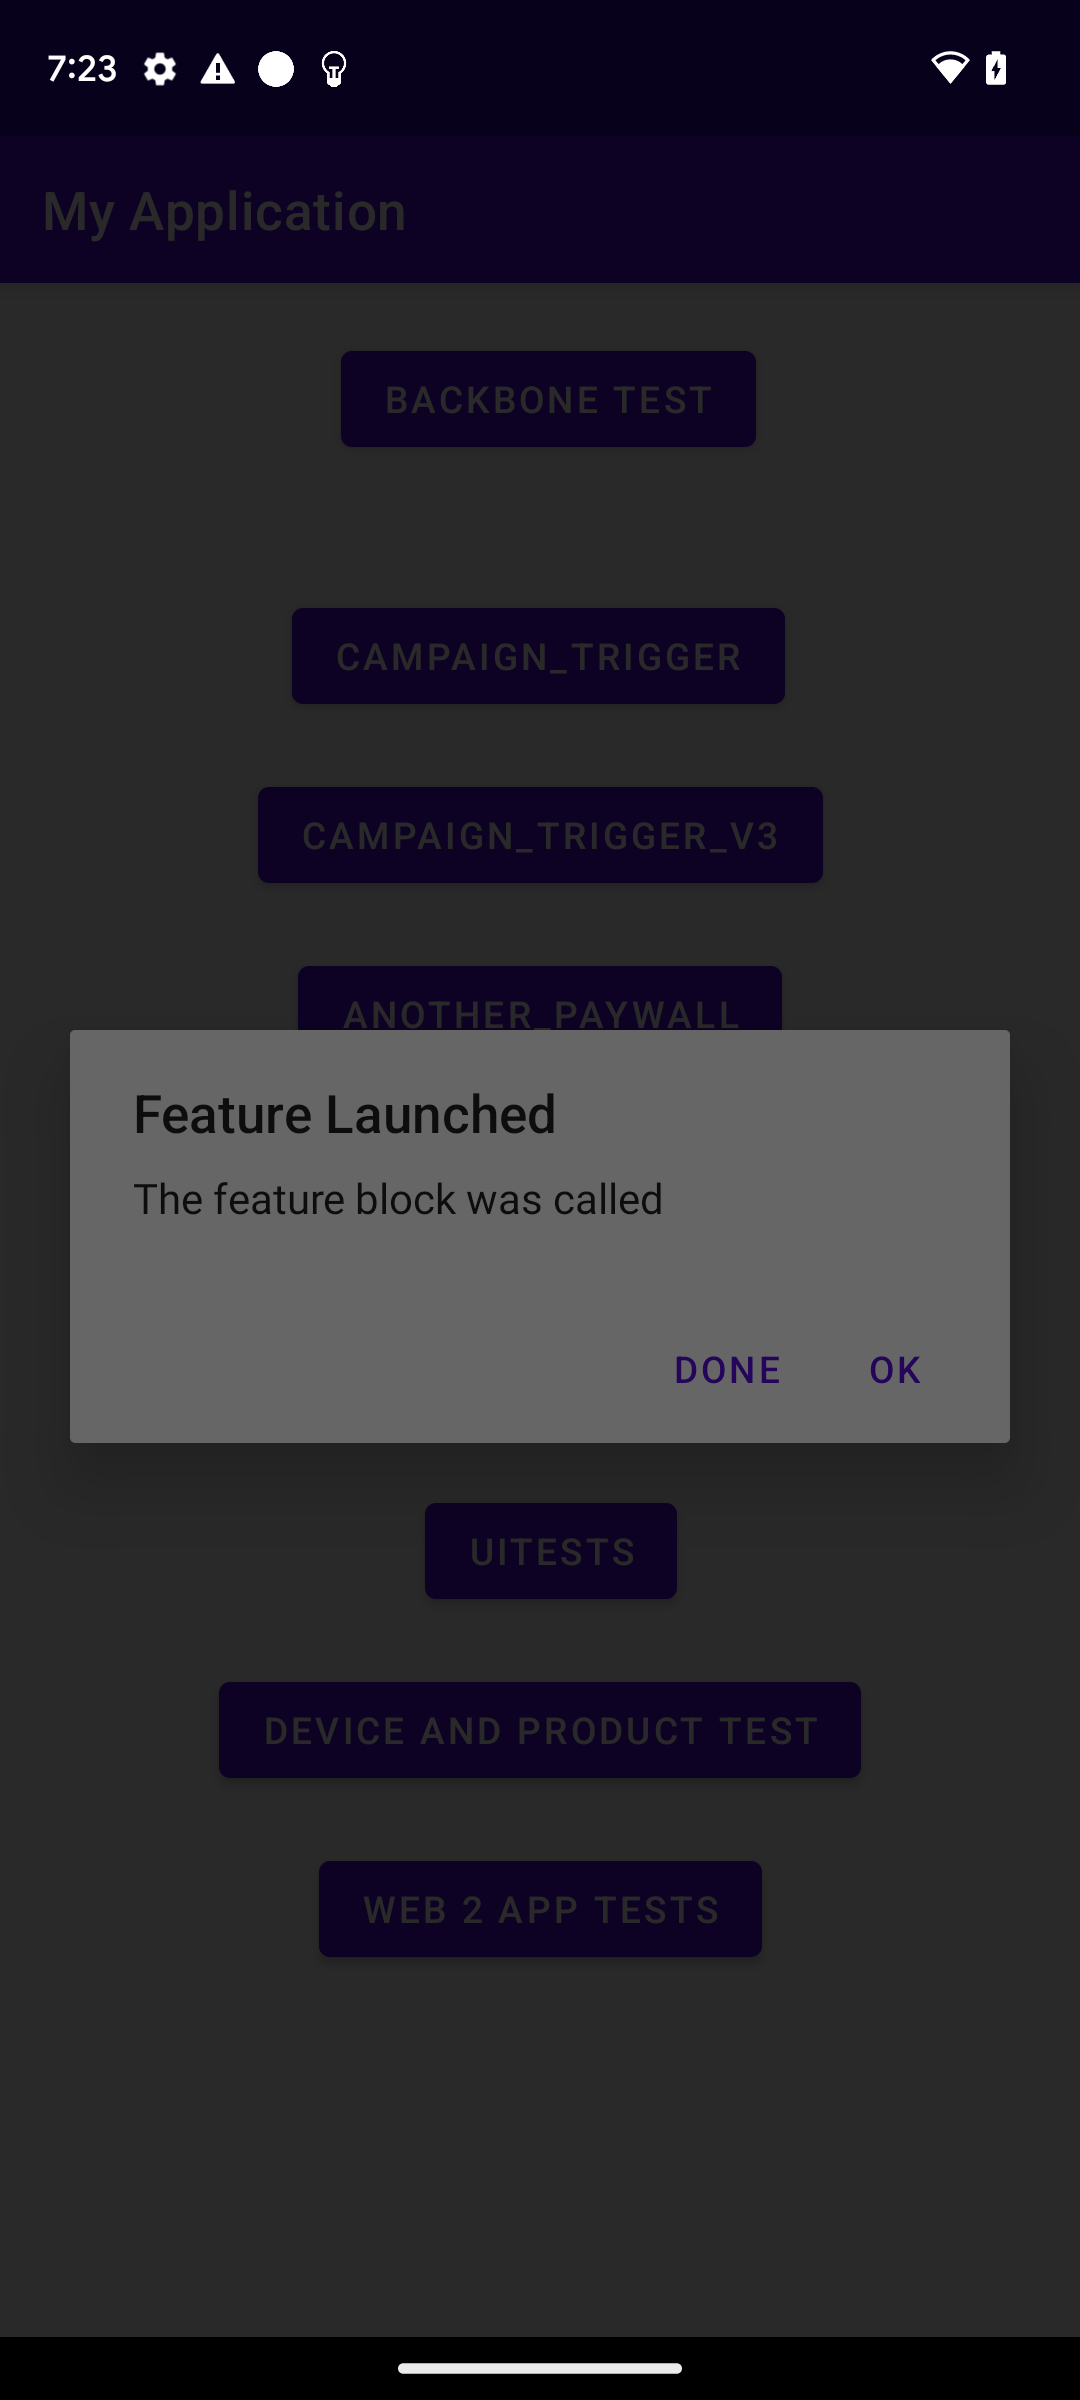 7:23
My Application
BACKBONE TEST
CAMPAIGN_TRIGGER
CAMPAIGN_TRIGGER_V3
ANOTHER_PAYWALL
Feature Launched
The feature block was called
DONE OK
UITESTS
DEVICE AND PRODUCT TEST
WEB 2 APP TESTS